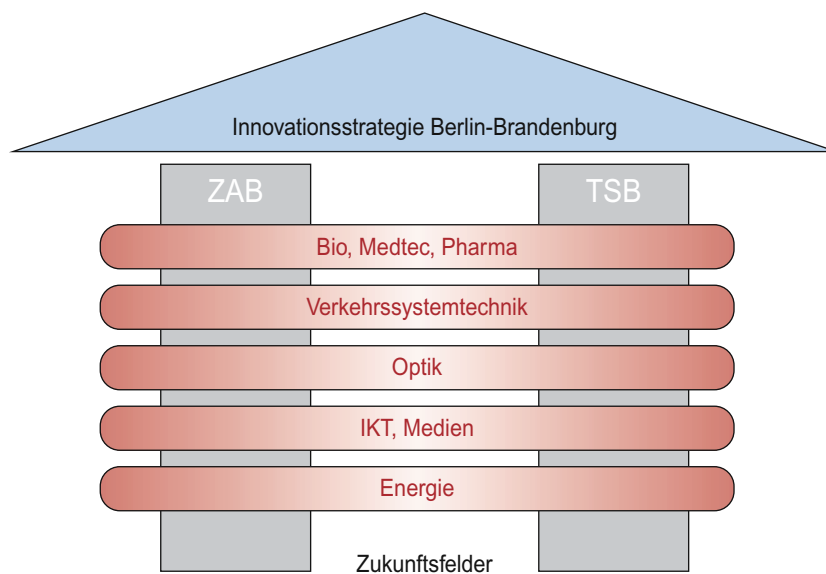 Innovationsstrategie Berlin-Brandenburg
ZAB
TSB
Bio, Medtec, Pharma
Verkehrssystemtechnik
Optik
IKT, Medien
Energie
Zukunftsfelder